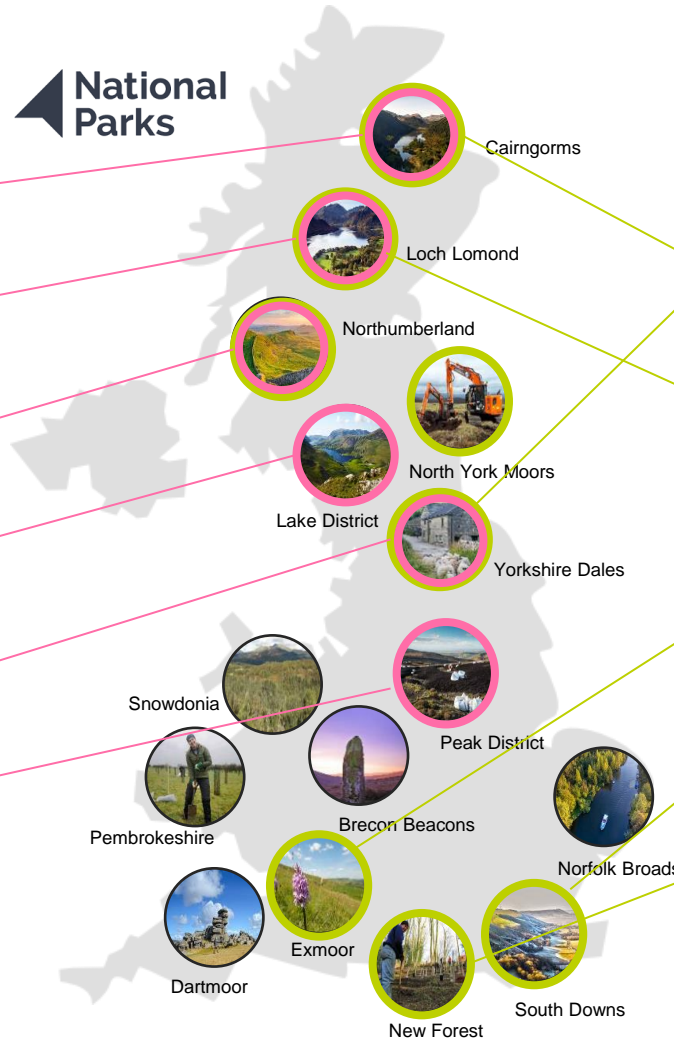 National
Parks
Cairngorms
Loch Lomond
Northumberland
North York Moors
Lake District
Yorkshire Dales
Snowdonia
Peak District
Pembrokeshire
Brecon Beacons
Norfolk Broads
Exmoor
Dartmoor
South Downs
New Forest